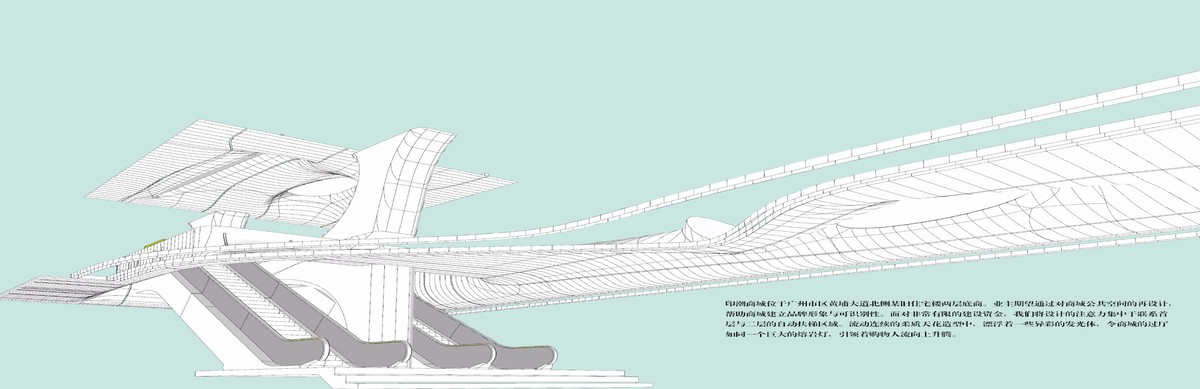 印潮商城位于广州市区黄埔大道北侧某旧住宅楼两层底商。业主期望通过对商城公共空间的再设计，
帮助商城建立品牌形象与可识别性。面对非常有限的建设资金，我们将设计的注意力集中于联系首
层与二层的自动扶梯区域。流动连续的柔质天花造型中，漂浮着一些异彩的发光体，令商城的过厅
如同一个巨大的熔岩灯，引领着购物人流向上升腾。